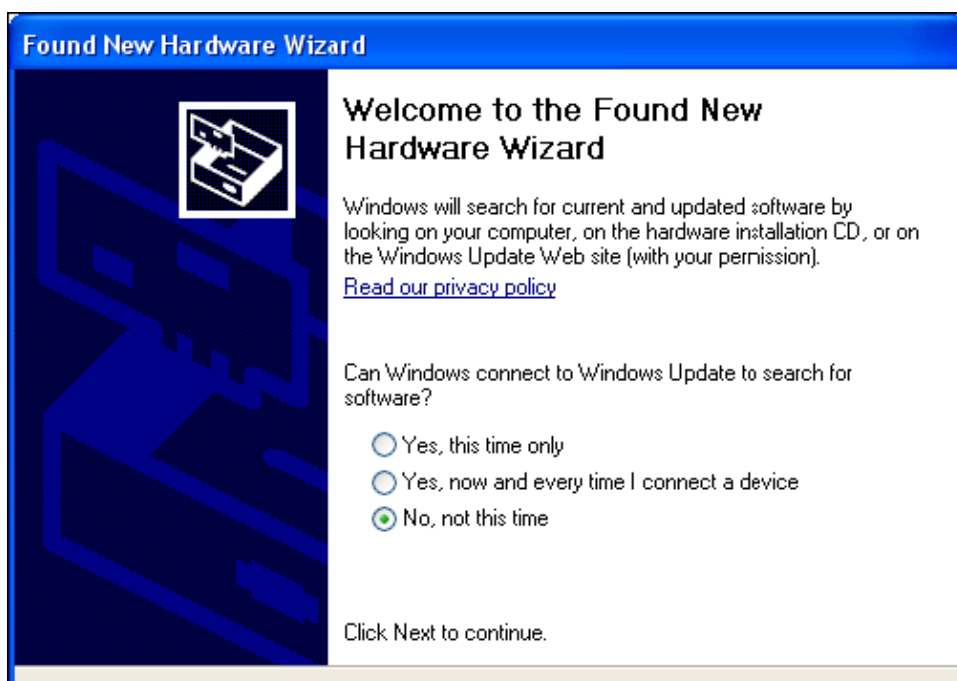 Found New Hardware Wizard
Welcome to the Found New
Hardware Wizard
Windows will search for current and updated software by
looking on your computer, on the hardware installation CD, or on
the Windows Update Web site (with your permission).
Read our privacy policy
Can Windows connect to Windows Update to search for
software?
Yes, this time only
Yes, now and every time I connect a device
No, not this time
Click Next to continue.